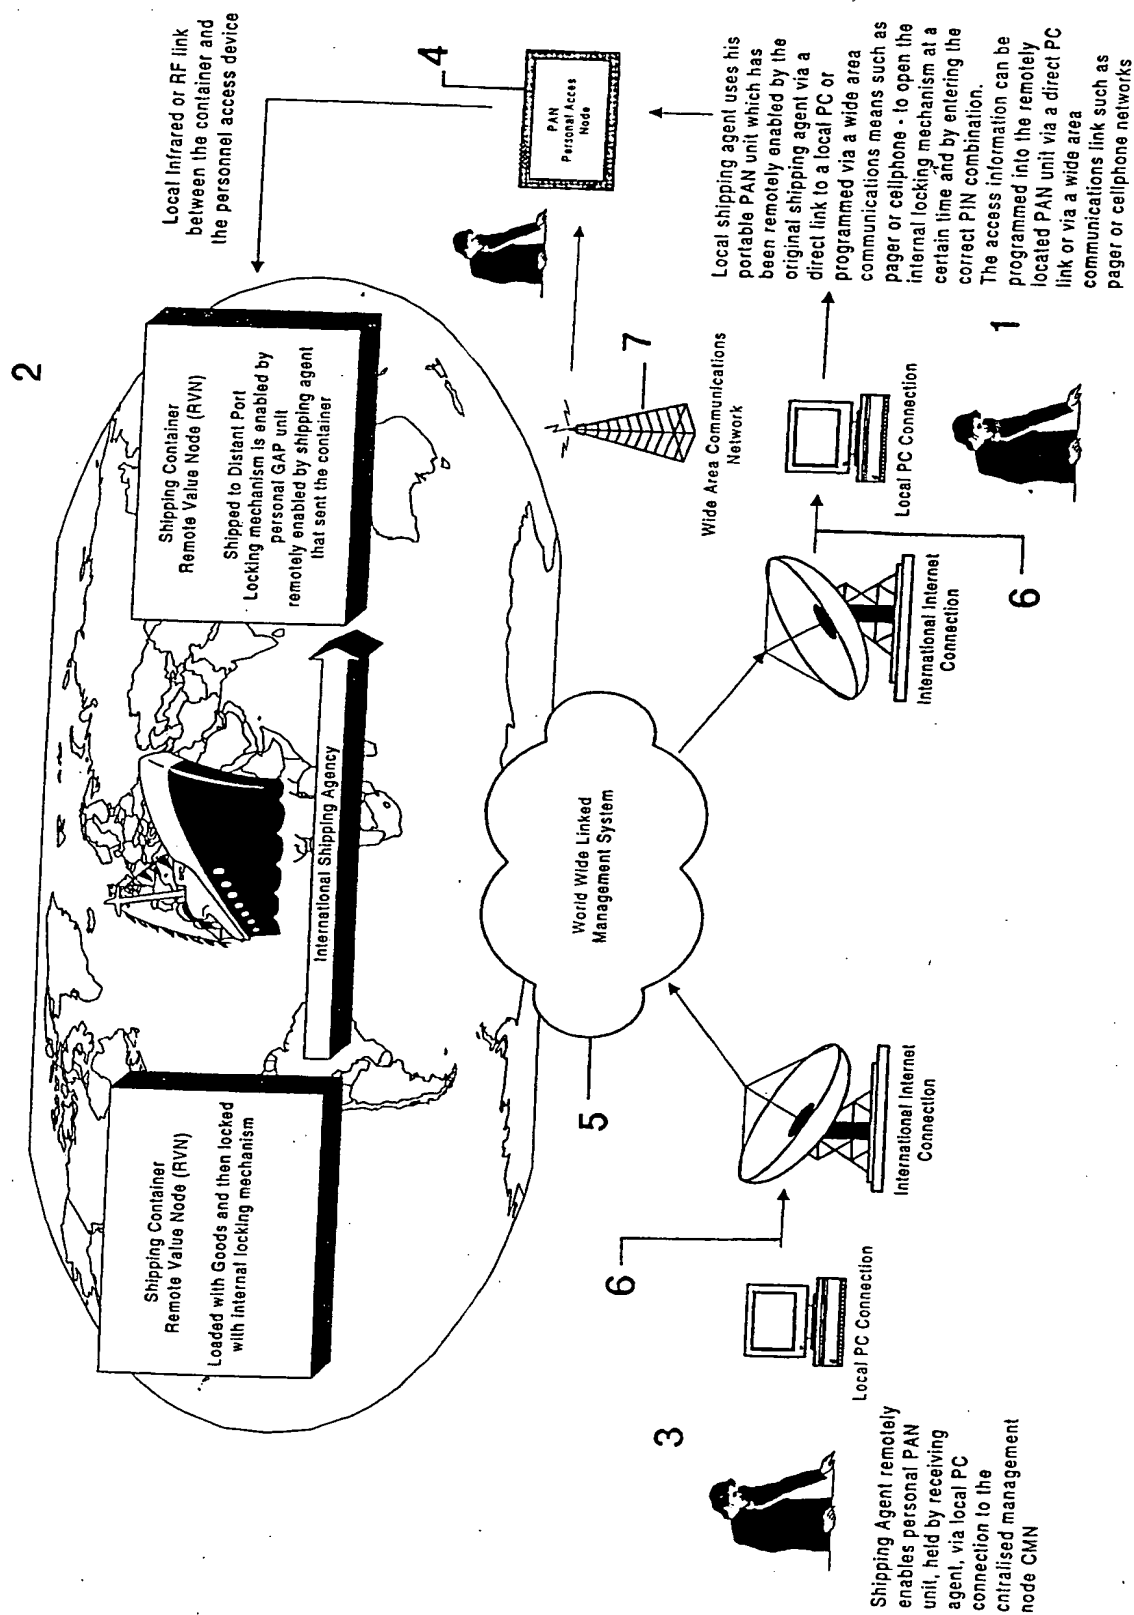 2
Shipping Container
Remote Value Node (RVN)
Loaded with Goods and then locked
with internal locking mechanism
International Shipping Agency
Shipping Container
Remote Value Node (RVN)
Shipped to Distant Port
Locking mechanism is enabled by
personal GAP unit
remotely enabled by shipping agent
that sent the container
Local Infrared or RF link
between the container and
the personnel access device
4
PAN
Personal Acces
Node
5
World Wide Linked
Management System
7
Wide Area Communications
Network
3
Shipping Agent remotely
enables personal PAN
unit, held by receiving
agent, via local PC
connection to the
cntralised management
node CMN
Local PC Connection
6
International Internet
Connection
International Internet
Connection
6
Local PC Connection
1
Local shipping agent uses his
portable PAN unit which has
been remotely enabled by the
original shipping agent via a
direct link to a local PC or
programmed via a wide area
communications means such as
pager or cellphone - to open the
internal locking mechanism at a
certain time and by entering the
correct PIN combination.
The access information can be
programmed into the remotely
located PAN unit via a direct PC
link or via a wide area
communications link such as
pager or cellphone networks